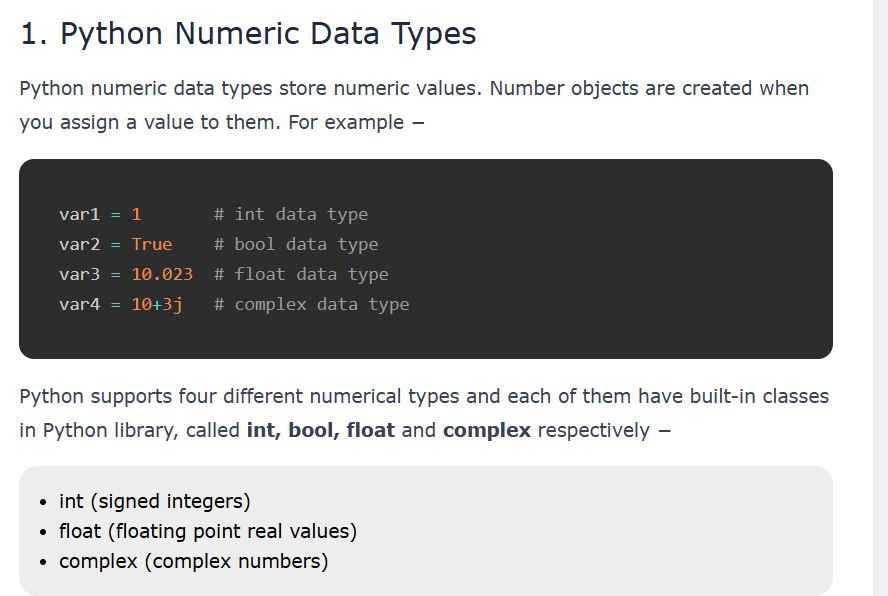 1. Python Numeric Data Types
Python numeric data types store numeric values. Number objects are created when
you assign a value to them. For example −
var1 = 1       # int data type
var2 = True    # bool data type
var3 = 10.023  # float data type
var4 = 10+3j   # complex data type
Python supports four different numerical types and each of them have built-in classes
in Python library, called int, bool, float and complex respectively −
• int (signed integers)
• float (floating point real values)
• complex (complex numbers)